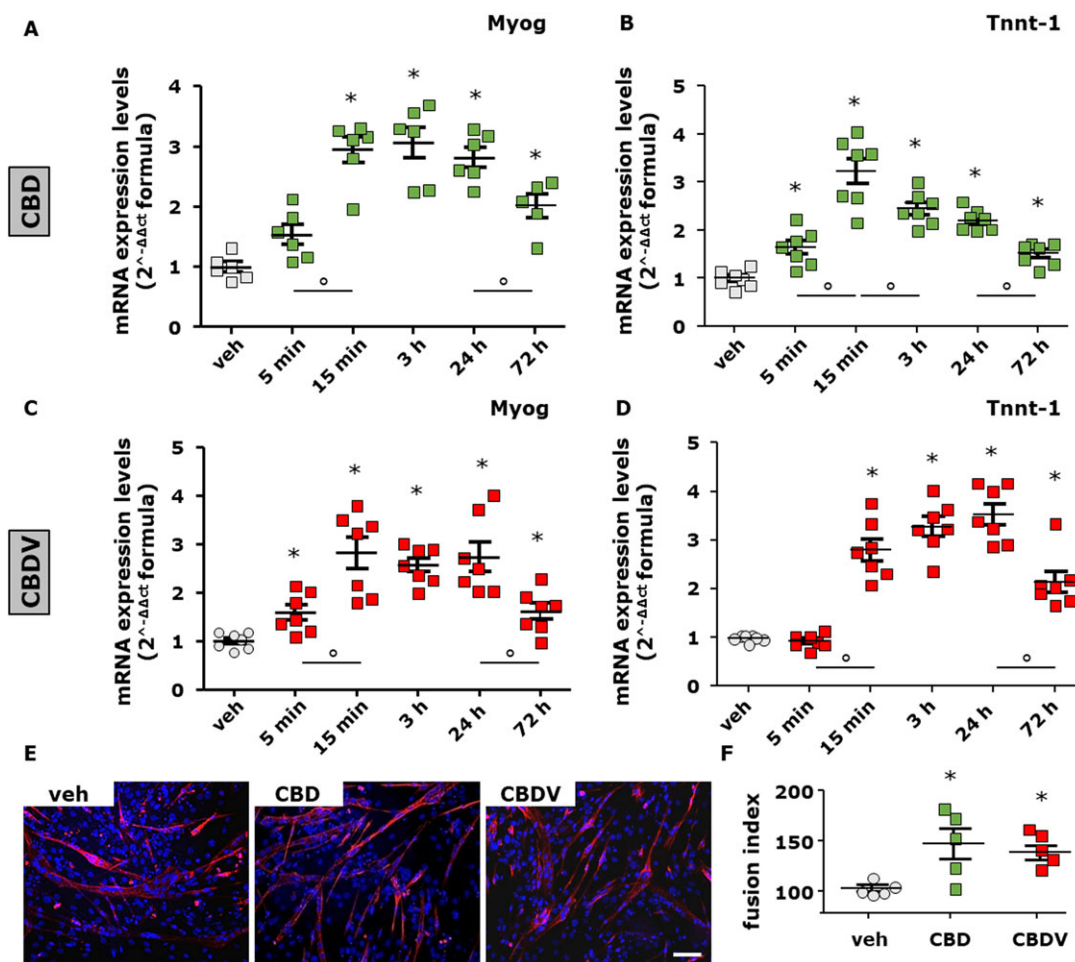 A
Myog
B
Tnnt-1
CBD
mRNA expression levels
(2^-ΔΔct formula)
4
3
2
1
0
*
*
*
*
°
°
veh
5 min
15 min
3 h
24 h
72 h
mRNA expression levels
(2^-ΔΔct formula)
5
4
3
2
1
0
*
*
*
*
*
°
°
°
veh
5 min
15 min
3 h
24 h
72 h
C
Myog
D
Tnnt-1
CBDV
mRNA expression levels
(2^-ΔΔct formula)
5
4
3
2
1
0
*
*
*
*
*
°
°
veh
5 min
15 min
3 h
24 h
72 h
mRNA expression levels
(2^-ΔΔct formula)
5
4
3
2
1
0
*
*
*
*
°
°
veh
5 min
15 min
3 h
24 h
72 h
E
veh
CBD
CBDV
F
fusion index
200
150
100
*
*
veh
CBD
CBDV